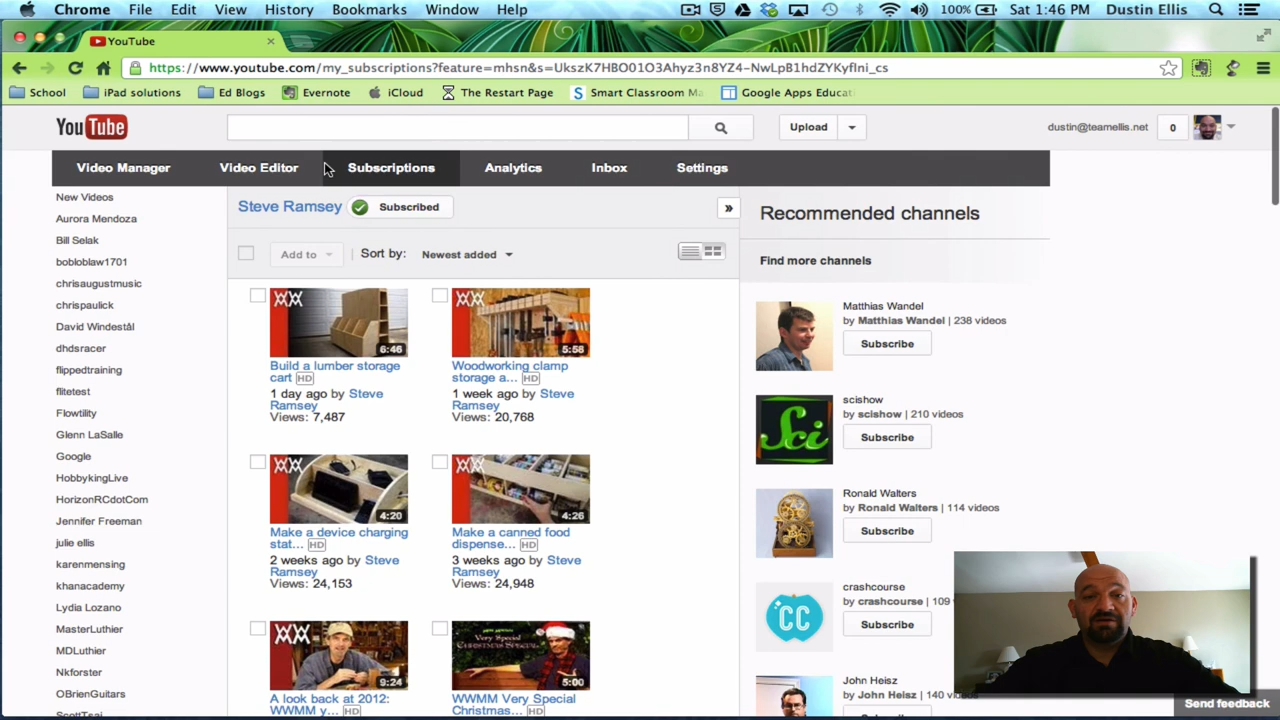 Chrome File Edit View History Bookmarks Window Help 100% Sat 1:46 PM Dustin Ellis
YouTube
https://www.youtube.com/my_subscriptions?feature=mhsn&s=UkszK7HBO01O3Ahyz3n8YZ4-NwLpB1hdZYKyflni_cs
School iPad solutions Ed Blogs Evernote iCloud The Restart Page Smart Classroom Ma Google Apps Educati
YouTube Upload dustin@teamellis.net 0
Video Manager Video Editor Subscriptions Analytics Inbox Settings
New Videos
Aurora Mendoza
Bill Selak
bobloblaw1701
chrisaugustmusic
chrispaulick
David Windestål
dhdsracer
flippedtraining
flitetest
Flowtity
Glenn LaSalle
Google
HobbykingLive
HorizonRCdotCom
Jennifer Freeman
julie ellis
karenmensing
khanacademy
Lydia Lozano
MasterLuthier
MDLuthier
Nkforster
OBrienGuitars
ScottTsai
Steve Ramsey Subscribed »
Add to Sort by: Newest added
6:46
Build a lumber storage
cart HD
1 day ago by Steve
Ramsey
Views: 7,487
5:58
Woodworking clamp
storage a... HD
1 week ago by Steve
Ramsey
Views: 20,768
4:20
Make a device charging
stat... HD
2 weeks ago by Steve
Ramsey
Views: 24,153
4:26
Make a canned food
dispense... HD
3 weeks ago by Steve
Ramsey
Views: 24,948
9:24
A look back at 2012:
WWMM y... HD
Very Special
Christmas Special
5:00
WWMM Very Special
Christmas... HD
Recommended channels
Find more channels
Matthias Wandel
by Matthias Wandel | 238 videos
Subscribe
Sci
scishow
by scishow | 210 videos
Subscribe
Ronald Walters
by Ronald Walters | 114 videos
Subscribe
CC
crashcourse
by crashcourse | 109
Subscribe
John Heisz
by John Heisz | 140 videos
Send feedback